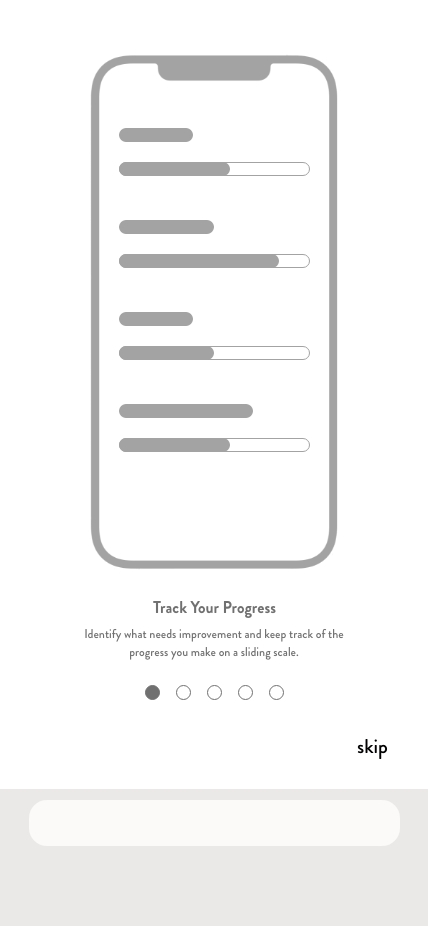 Track Your Progress
Identify what needs improvement and keep track of the
progress you make on a sliding scale.
skip